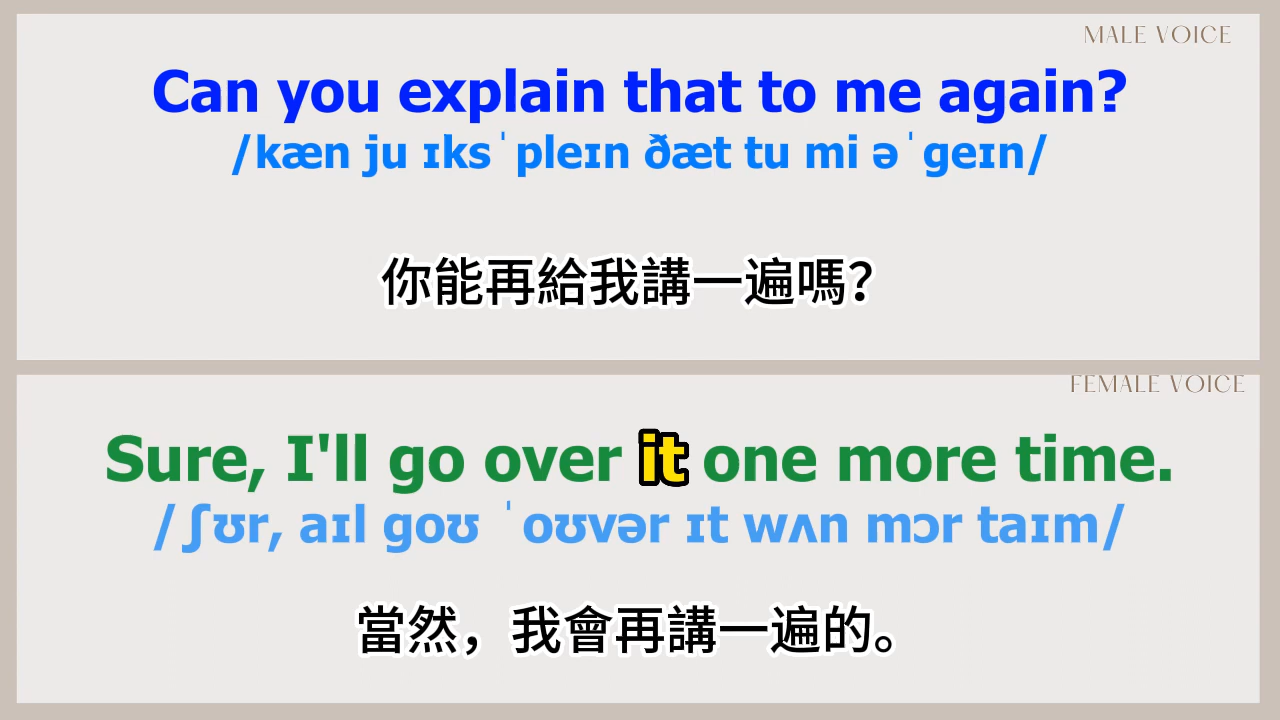 MALE VOICE
Can you explain that to me again?
/kæn ju ɪksˈpleɪn ðæt tu mi əˈgeɪn/
你能再給我講一遍嗎？
FEMALE VOICE
Sure, I'll go over it one more time.
/ʃʊr, aɪl goʊ ˈoʊvər ɪt wʌn mɔr taɪm/
當然，我會再講一遍的。